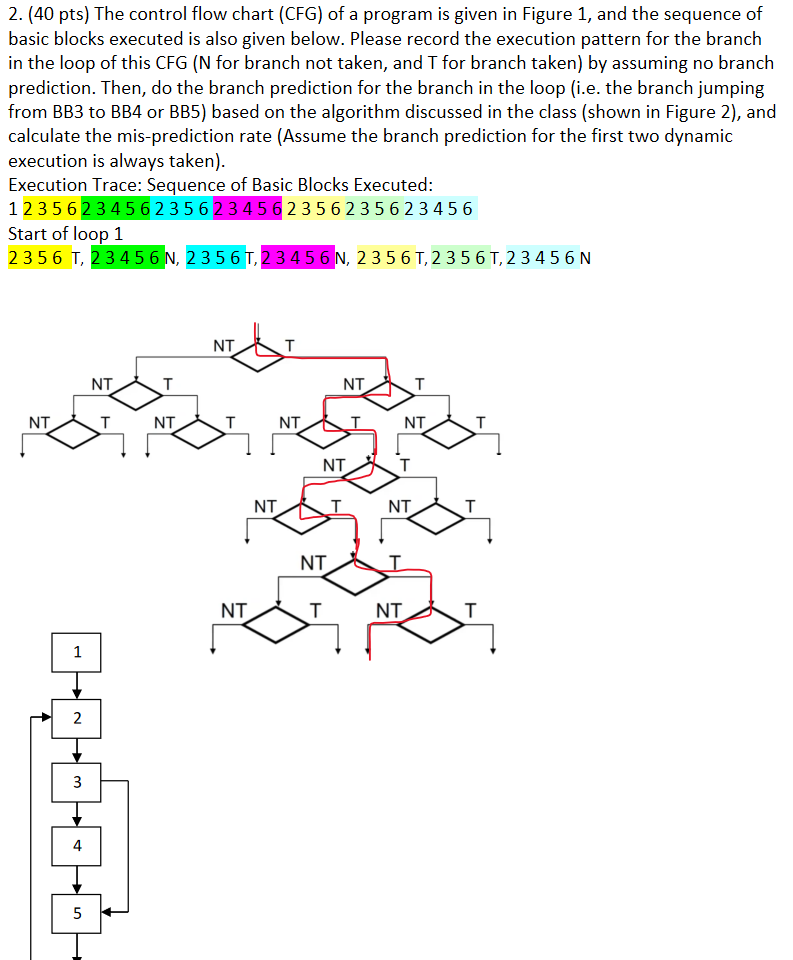 2. (40 pts) The control flow chart (CFG) of a program is given in Figure 1, and the sequence of
basic blocks executed is also given below. Please record the execution pattern for the branch
in the loop of this CFG (N for branch not taken, and T for branch taken) by assuming no branch
prediction. Then, do the branch prediction for the branch in the loop (i.e. the branch jumping
from BB3 to BB4 or BB5) based on the algorithm discussed in the class (shown in Figure 2), and
calculate the mis-prediction rate (Assume the branch prediction for the first two dynamic
execution is always taken).
Execution Trace: Sequence of Basic Blocks Executed:
1 2 3 5 6 2 3 4 5 6 2 3 5 6 2 3 4 5 6 2 3 5 6 2 3 5 6 2 3 4 5 6
Start of loop 1
2 3 5 6 T, 2 3 4 5 6 N, 2 3 5 6 T, 2 3 4 5 6 N, 2 3 5 6 T, 2 3 5 6 T, 2 3 4 5 6 N
NT T
NT T NT T
NT T NT T NT T NT T
NT T
NT T NT T
NT T
NT T NT T
1
2
3
4
5